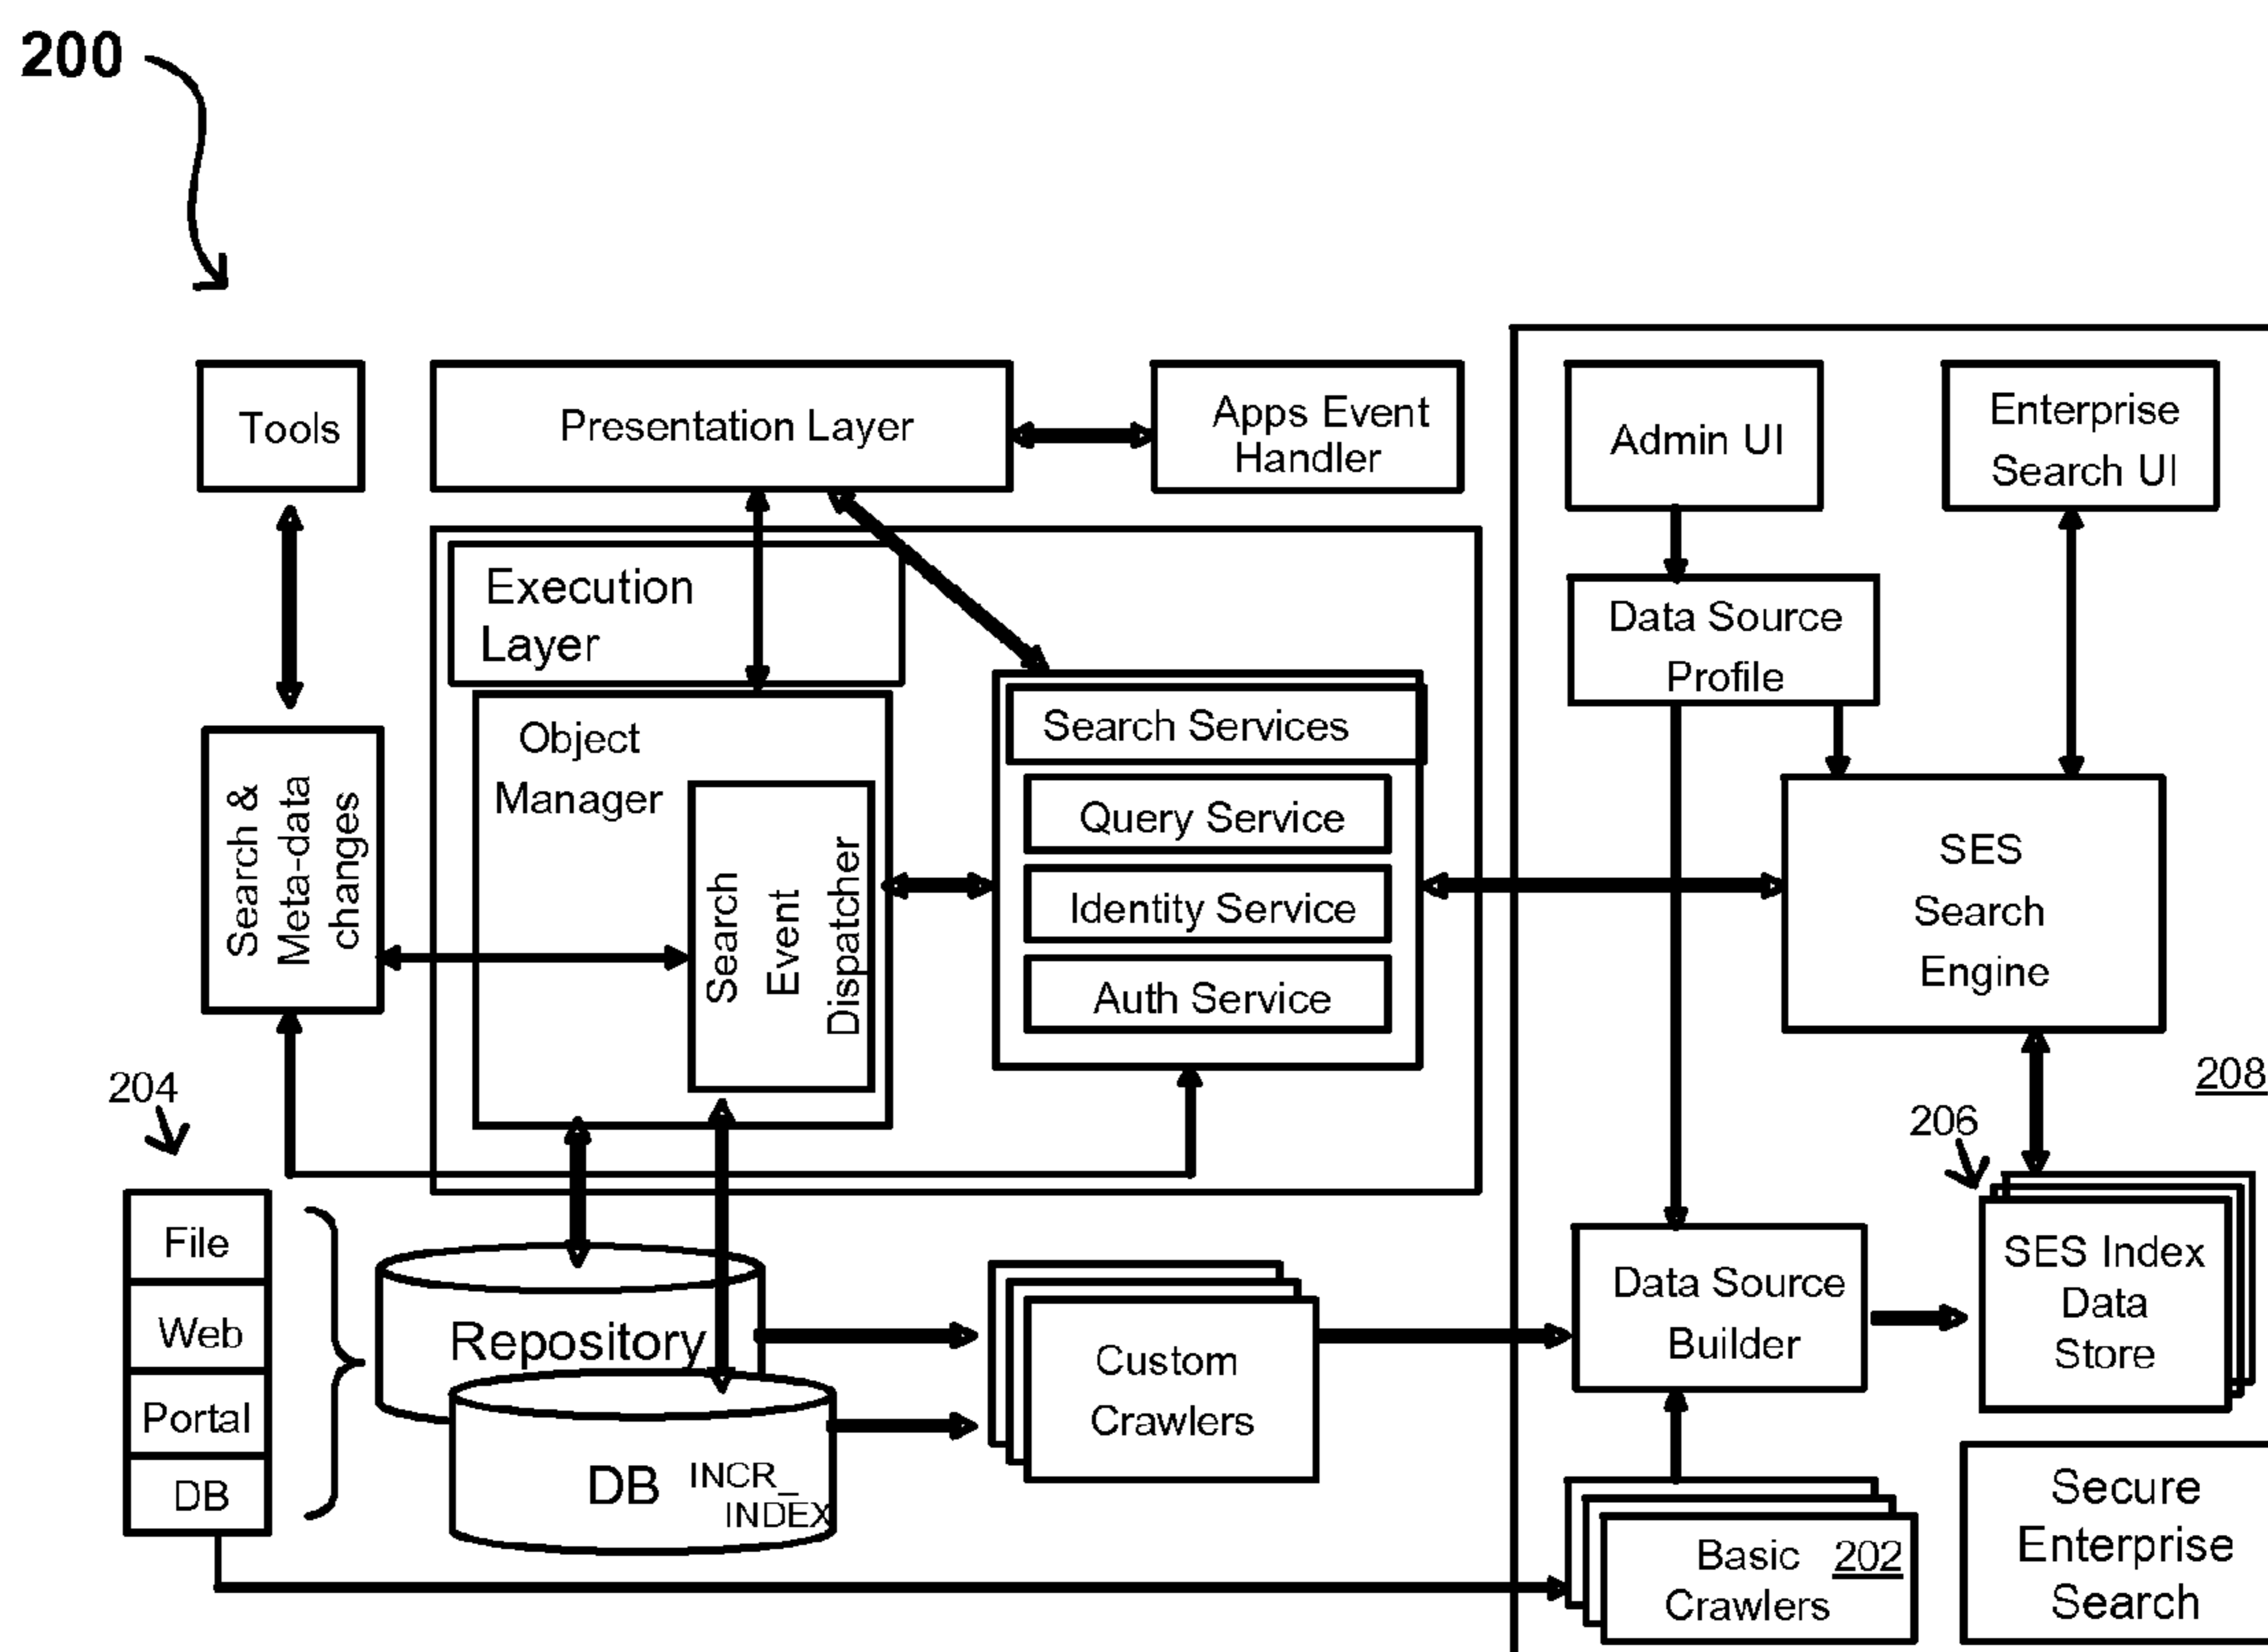 200
Tools
Presentation Layer
Apps Event
Handler
Admin UI
Enterprise
Search UI
Execution
Layer
Data Source
Profile
Object
Manager
Search Services
Search &
Meta-data
changes
Search
Event
Dispatcher
Query Service
Identity Service
Auth Service
SES
Search
Engine
204
208
206
File
Web
Portal
DB
Repository
DB
INCR_
INDEX
Custom
Crawlers
Data Source
Builder
SES Index
Data
Store
Basic 202
Crawlers
Secure
Enterprise
Search